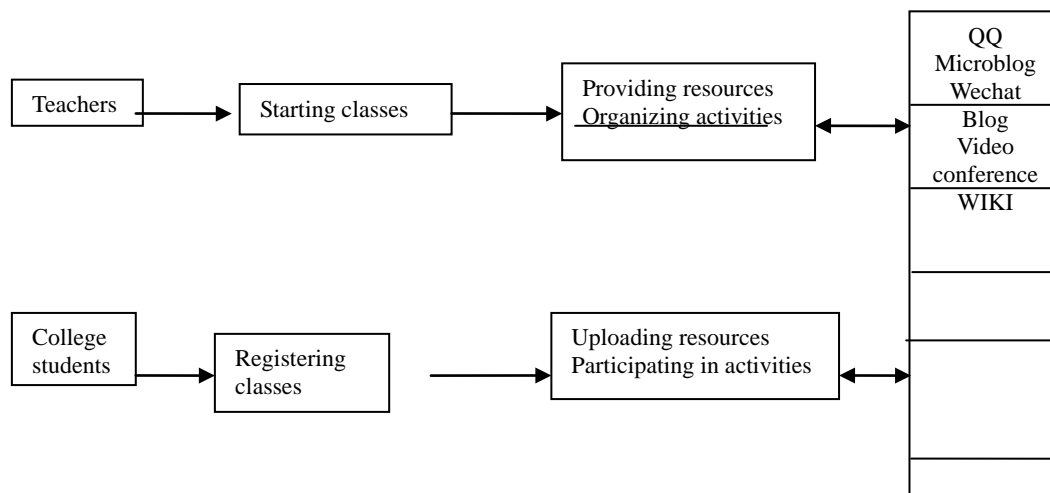 Teachers
Starting classes
Providing resources
Organizing activities
QQ
Microblog
Wechat
Blog
Video
conference
WIKI
College
students
Registering
classes
Uploading resources
Participating in activities